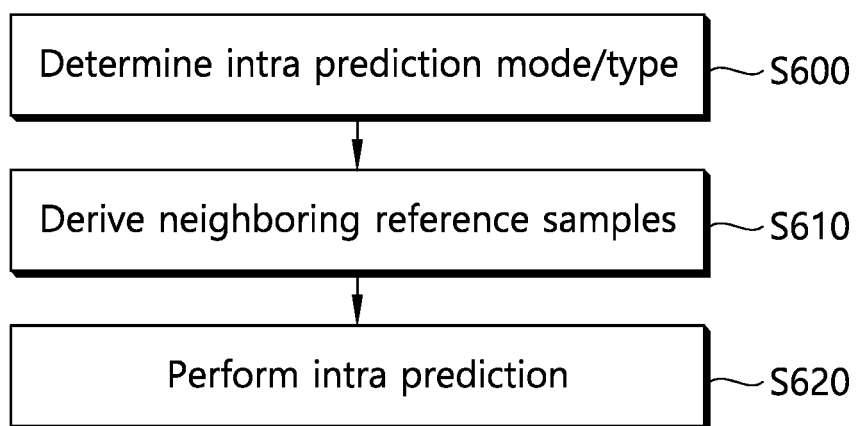 Determine intra prediction mode/type S600
Derive neighboring reference samples S610
Perform intra prediction S620